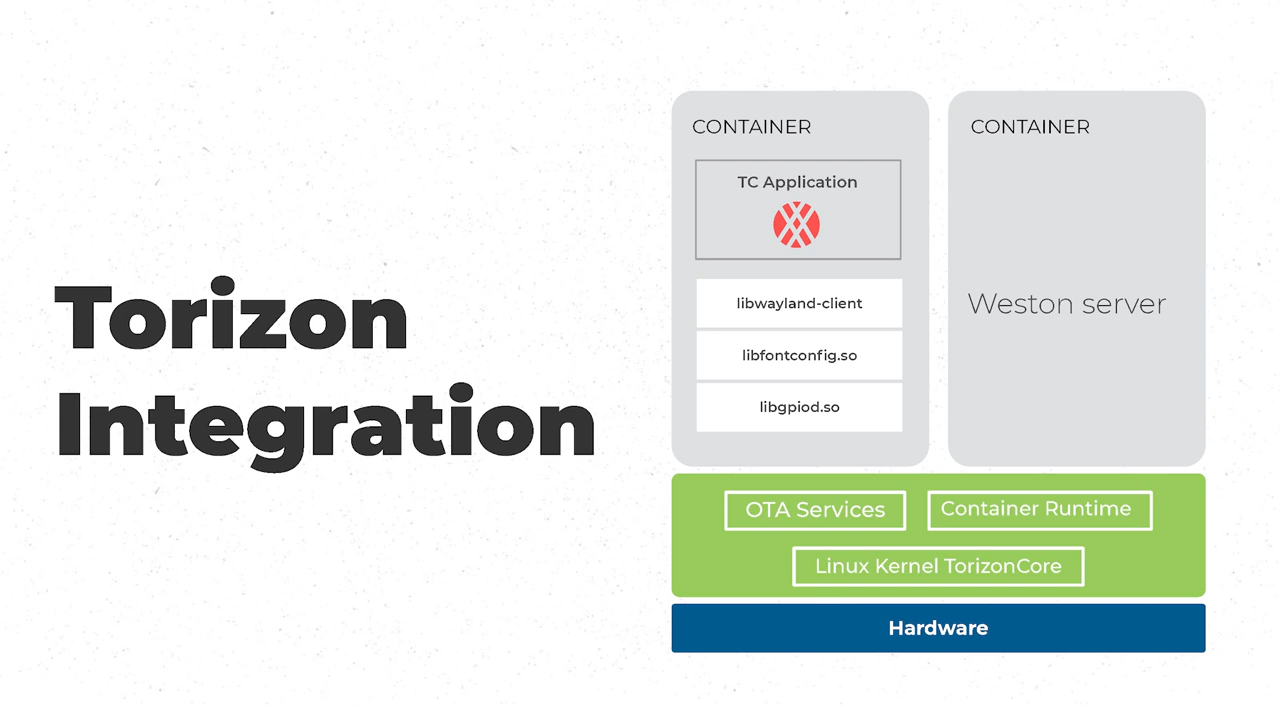 Torizon
Integration
CONTAINER
TC Application
libwayland-client
libfontconfig.so
libgpiod.so
CONTAINER
Weston server
OTA Services
Container Runtime
Linux Kernel TorizonCore
Hardware